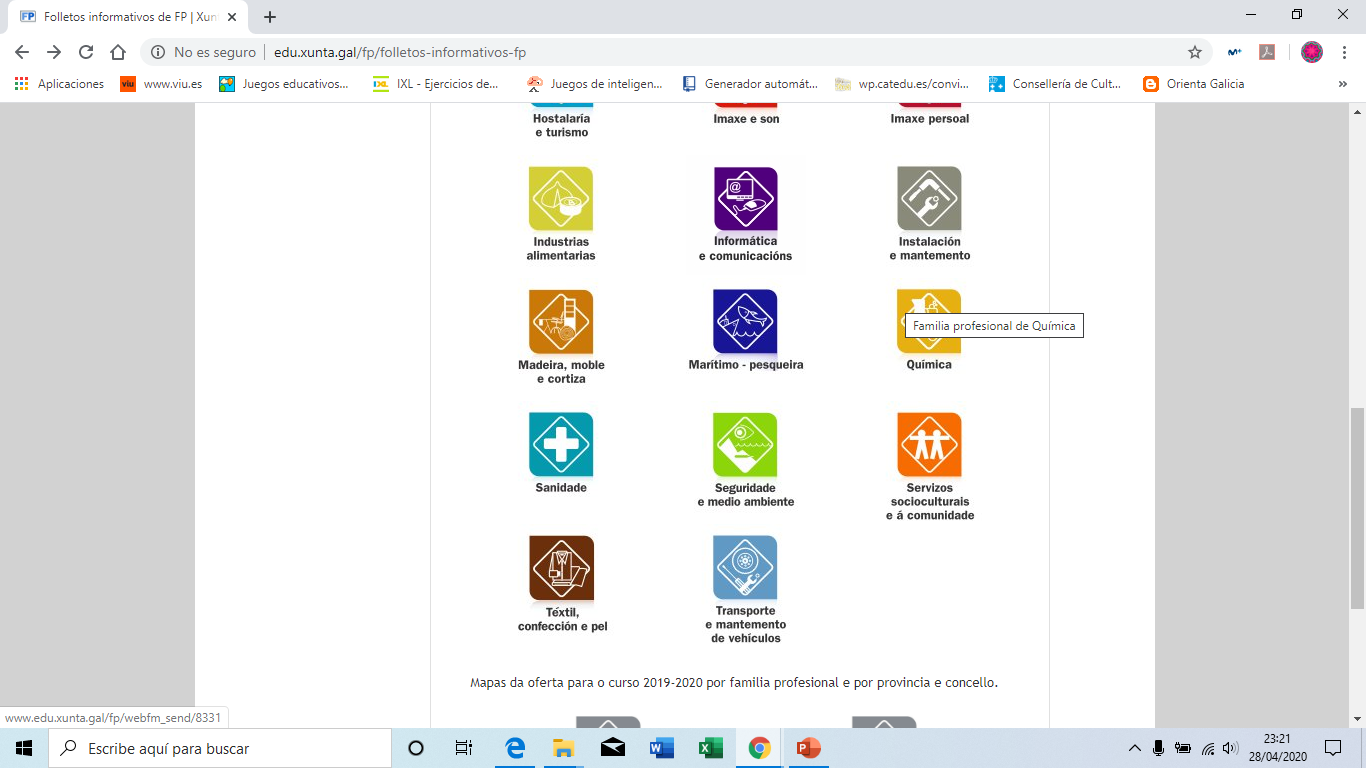 FP Folletos informativos de FP | Xun
No es seguro | edu.xunta.gal/fp/folletos-informativos-fp
Aplicaciones
viu www.viu.es
Juegos educativos...
IXL - Ejercicios de...
Juegos de inteligen...
Generador automát...
wp.catedu.es/convi...
Consellería de Cult...
Orienta Galicia
»
Hostalaría
e turismo
Imaxe e son
Imaxe persoal
Industrias
alimentarias
Informática
e comunicacións
Instalación
e mantemento
Madeira, moble
e cortiza
Marítimo - pesqueira
Familia profesional de Química
Química
Sanidade
Seguridade
e medio ambiente
Servizos
socioculturais
e á comunidade
Téxtil,
confección e pel
Transporte
e mantemento
de vehículos
Mapas da oferta para o curso 2019-2020 por familia profesional e por provincia e concello.
www.edu.xunta.gal/fp/webfm_send/8331
Escribe aquí para buscar
23:21
28/04/2020